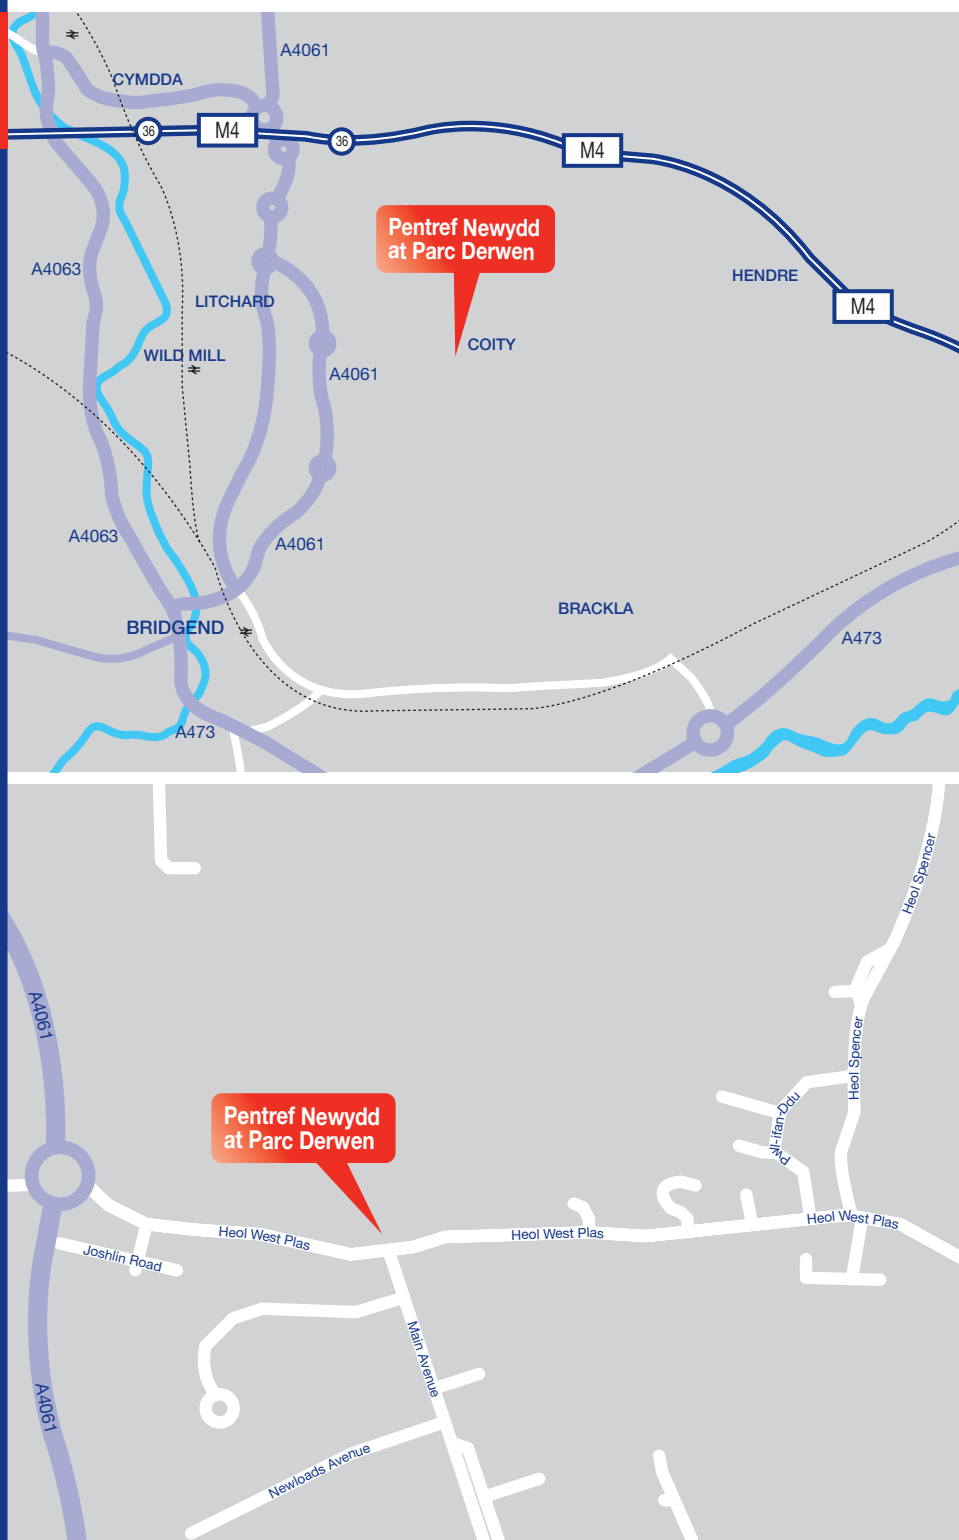 A4061
CYMDDA
36
M4
36
M4
Pentref Newydd
at Parc Derwen
A4063
HENDRE
LITCHARD
M4
COITY
WILD MILL
A4061
A4063
A4061
BRACKLA
BRIDGEND
A473
A473
Heol Spencer
A4061
Heol Spencer
Pentref Newydd
at Parc Derwen
Pwll-ifan-Ddu
Heol West Plas
Heol West Plas
Heol West Plas
Joshlin Road
Main Avenue
A4061
Newloads Avenue